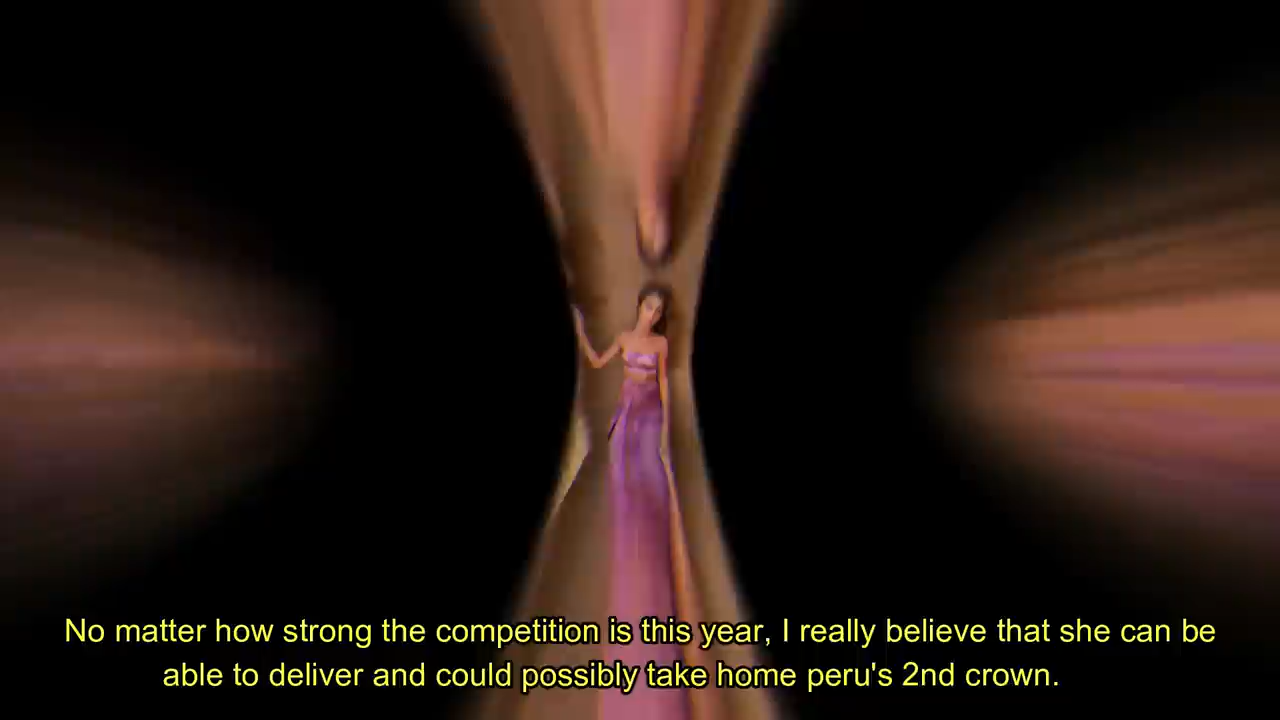 No matter how strong the competition is this year, I really believe that she can be
able to deliver and could possibly take home peru's 2nd crown.